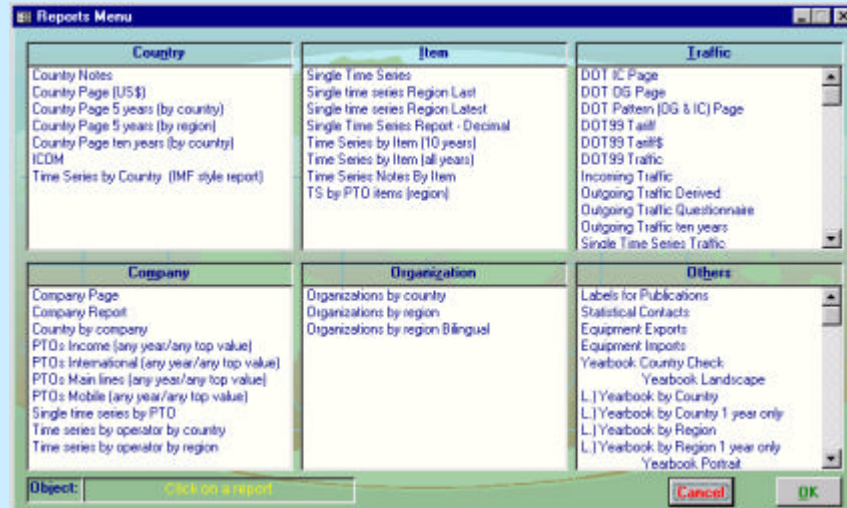 Reports Menu
Country
Country Notes
Country Page (US$)
Country Page 5 years (by country)
Country Page 5 years (by region)
Country Page ten years (by country)
ICOM
Time Series by Country (IMF style report)
Item
Single Time Series
Single time series Region Last
Single time series Region Latest
Single Time Series Report - Decimal
Time Series by Item (10 years)
Time Series by Item (all years)
Time Series Notes By Item
TS by PTO items (region)
Traffic
DOT IC Page
DOT OG Page
DOT Pattern (OG & IC) Page
DOT99 Tariff
DOT99 Tariff$
DOT99 Traffic
Incoming Traffic
Outgoing Traffic Derived
Outgoing Traffic Questionnaire
Outgoing Traffic ten years
Single Time Series Traffic
Company
Company Page
Company Report
Country by company
PTOs Income (any year/any top value)
PTOs International (any year/any top value)
PTOs Main lines (any year/any top value)
PTOs Mobile (any year/any top value)
Single time series by PTO
Time series by operator by country
Time series by operator by region
Organization
Organizations by country
Organizations by region
Organizations by region Bilingual
Others
Labels for Publications
Statistical Contacts
Equipment Exports
Equipment Imports
Yearbook Country Check
Yearbook Landscape
L.) Yearbook by Country
L.) Yearbook by Country 1 year only
L.) Yearbook by Region
L.) Yearbook by Region 1 year only
Yearbook Portrait
Object: Click on a report
Cancel
OK